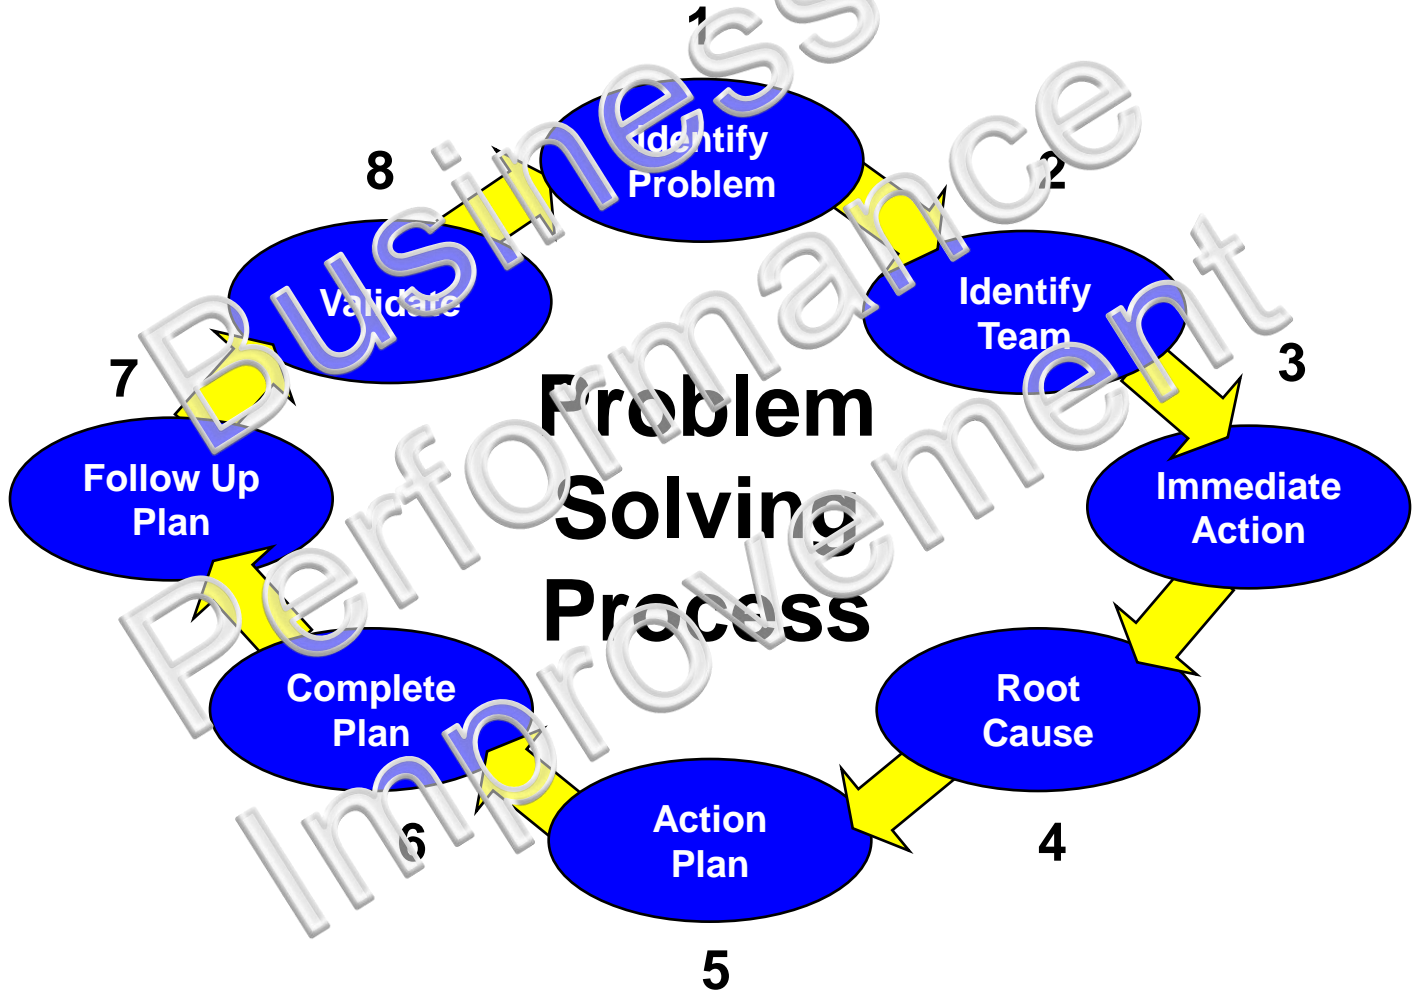 1
Identify
Problem
2
Identify
Team
3
Immediate
Action
4
Root
Cause
5
Action
Plan
6
Complete
Plan
7
Follow Up
Plan
8
Validate
Problem
Solving
Process
Business
Performance
Improvement